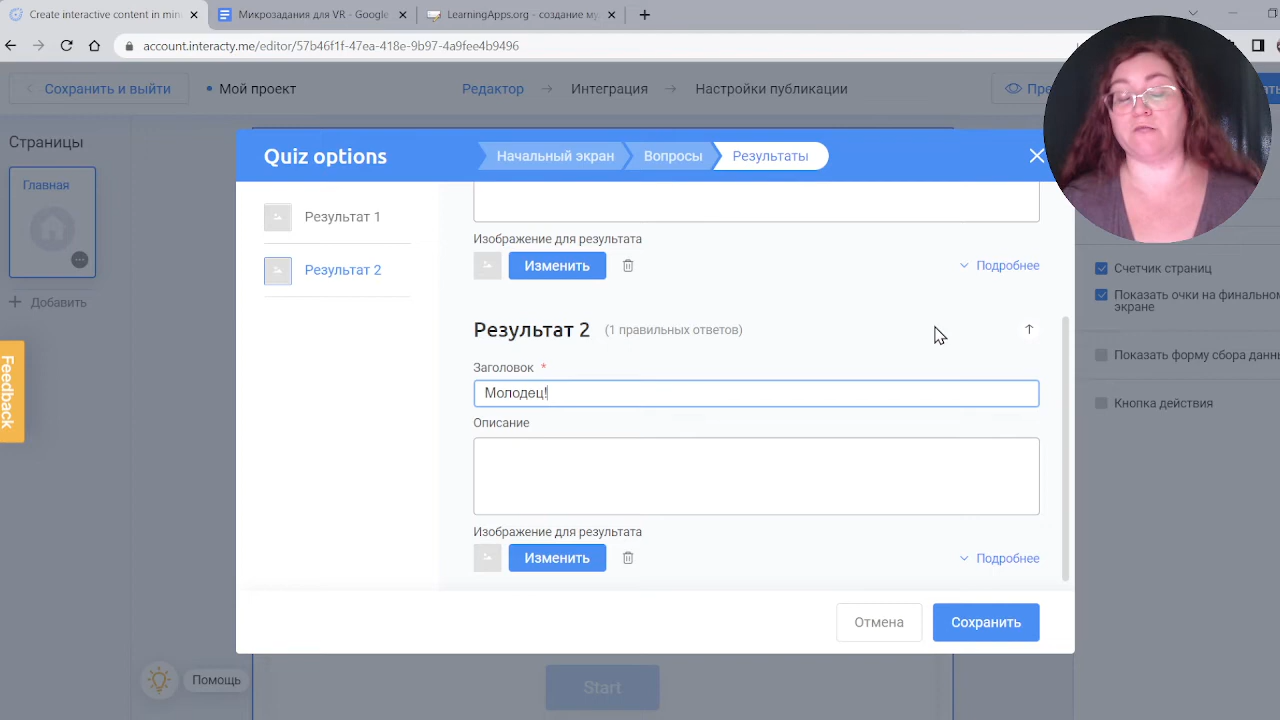 Create interactive content in min
Микрозадания для VR - Google
LearningApps.org - создание му
account.interacty.me/editor/57b46f1f-47ea-418e-9b97-4a9fee4b9496
Сохранить и выйти
Мой проект
Редактор
Интеграция
Настройки публикации
Страницы
Главная
Добавить
Feedback
Quiz options
Начальный экран
Вопросы
Результаты
Результат 1
Результат 2
Изображение для результата
Изменить
Подробнее
Результат 2 (1 правильных ответов)
Заголовок *
Молодец!
Описание
Изображение для результата
Изменить
Подробнее
Отмена
Сохранить
Счетчик страниц
Показать очки на финальном
экране
Показать форму сбора данн
Кнопка действия
Помощь
Start